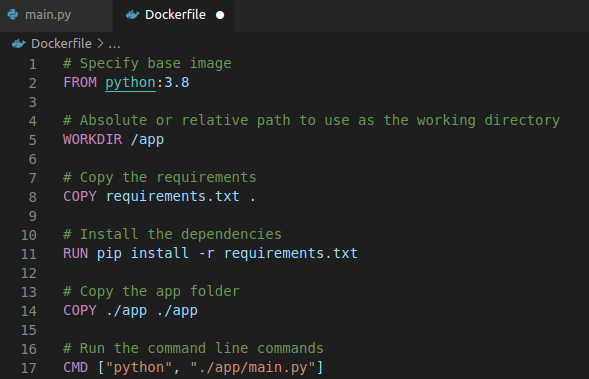 main.py Dockerfile
Dockerfile > ...
1 # Specify base image
2 FROM python:3.8
3
4 # Absolute or relative path to use as the working directory
5 WORKDIR /app
6
7 # Copy the requirements
8 COPY requirements.txt .
9
10 # Install the dependencies
11 RUN pip install -r requirements.txt
12
13 # Copy the app folder
14 COPY ./app ./app
15
16 # Run the command line commands
17 CMD ["python", "./app/main.py"]